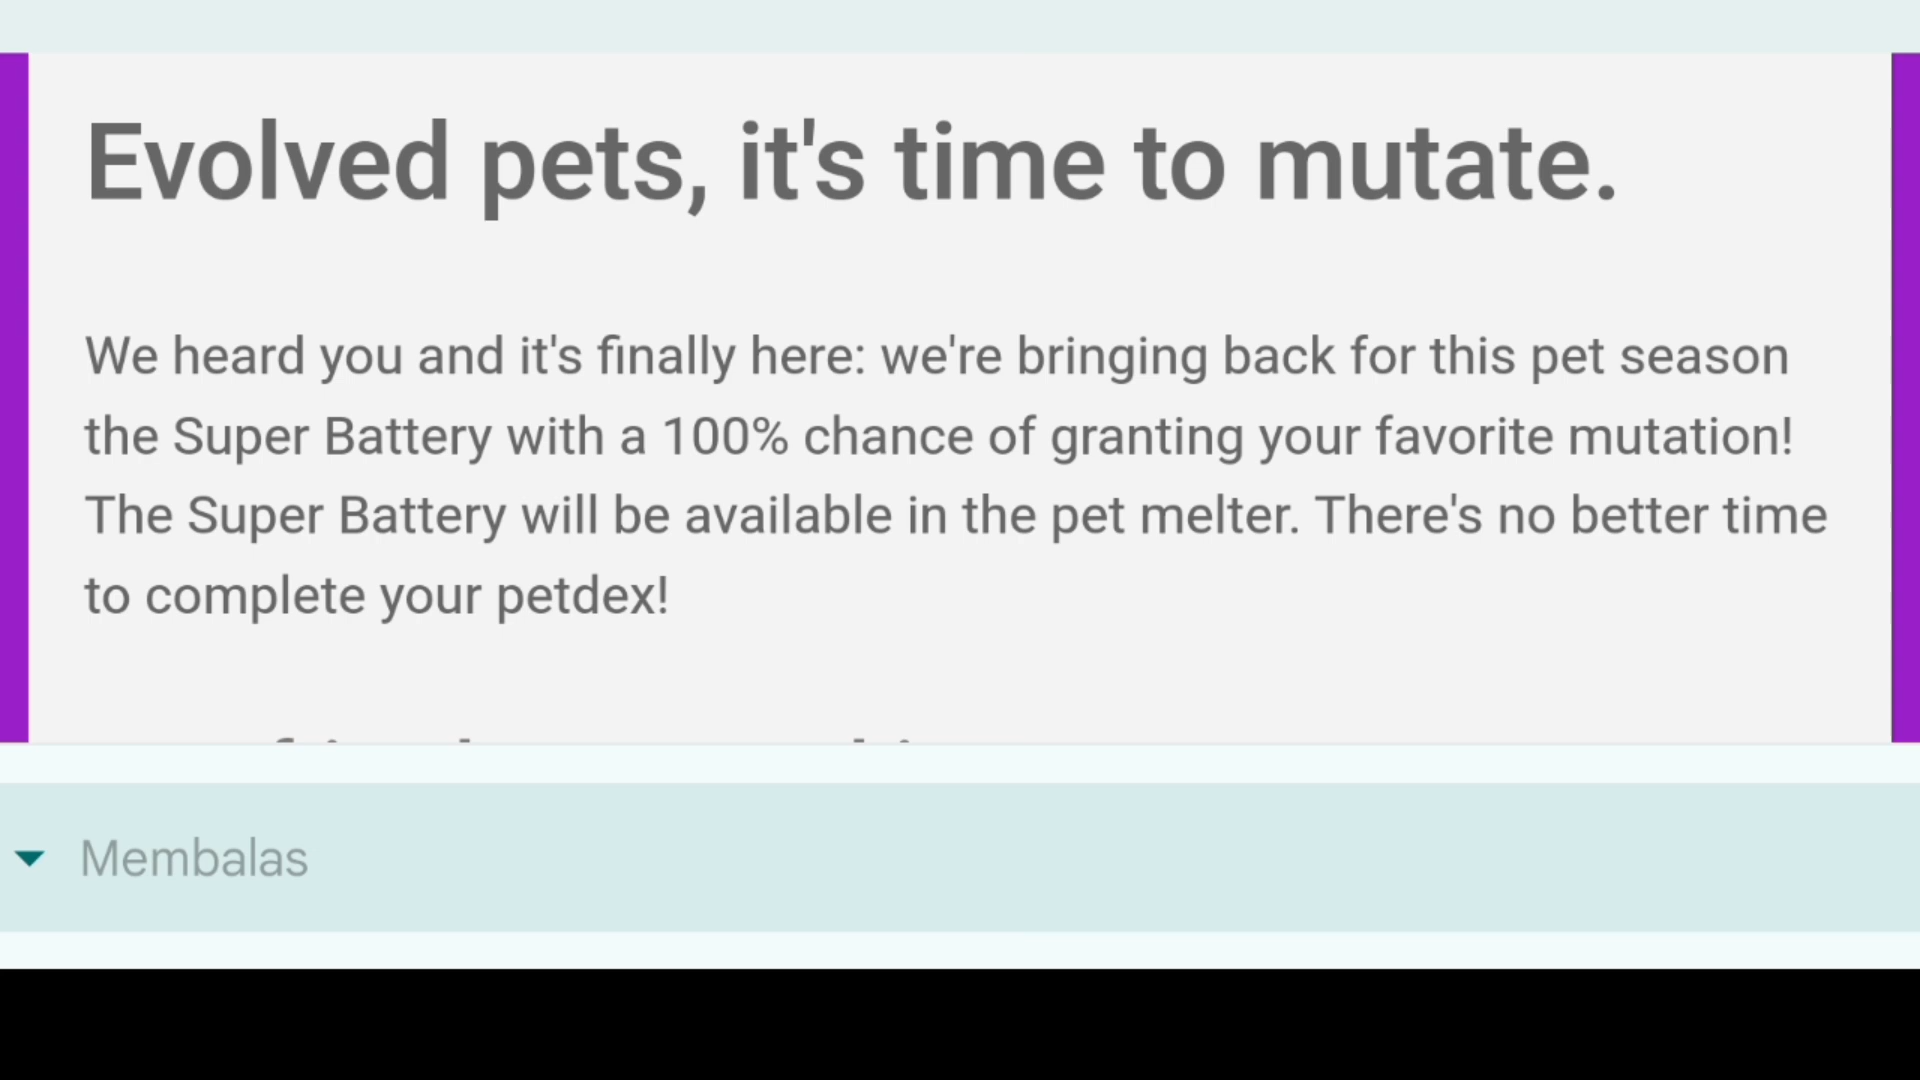 Evolved pets, it's time to mutate.
We heard you and it's finally here: we're bringing back for this pet season
the Super Battery with a 100% chance of granting your favorite mutation!
The Super Battery will be available in the pet melter. There's no better time
to complete your petdex!
Membalas